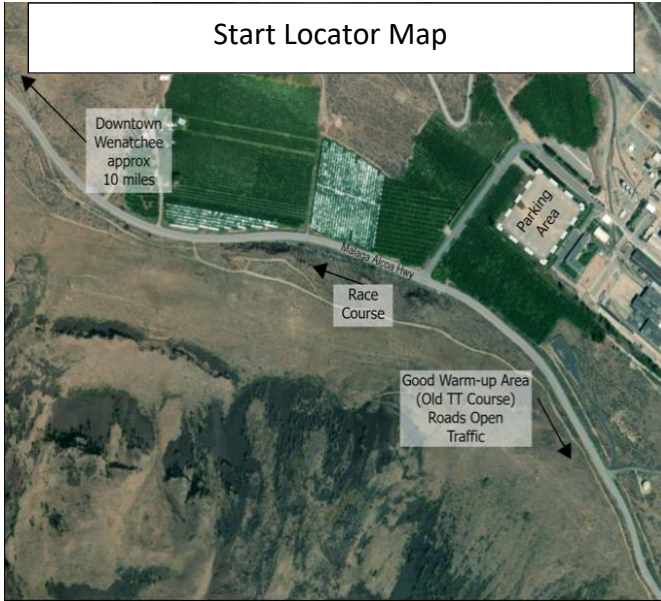 Start Locator Map
Downtown
Wenatchee
approx
10 miles
Parking
Area
Malaga Alcoa Hwy
Race
Course
Good Warm-up Area
(Old TT Course)
Roads Open
Traffic